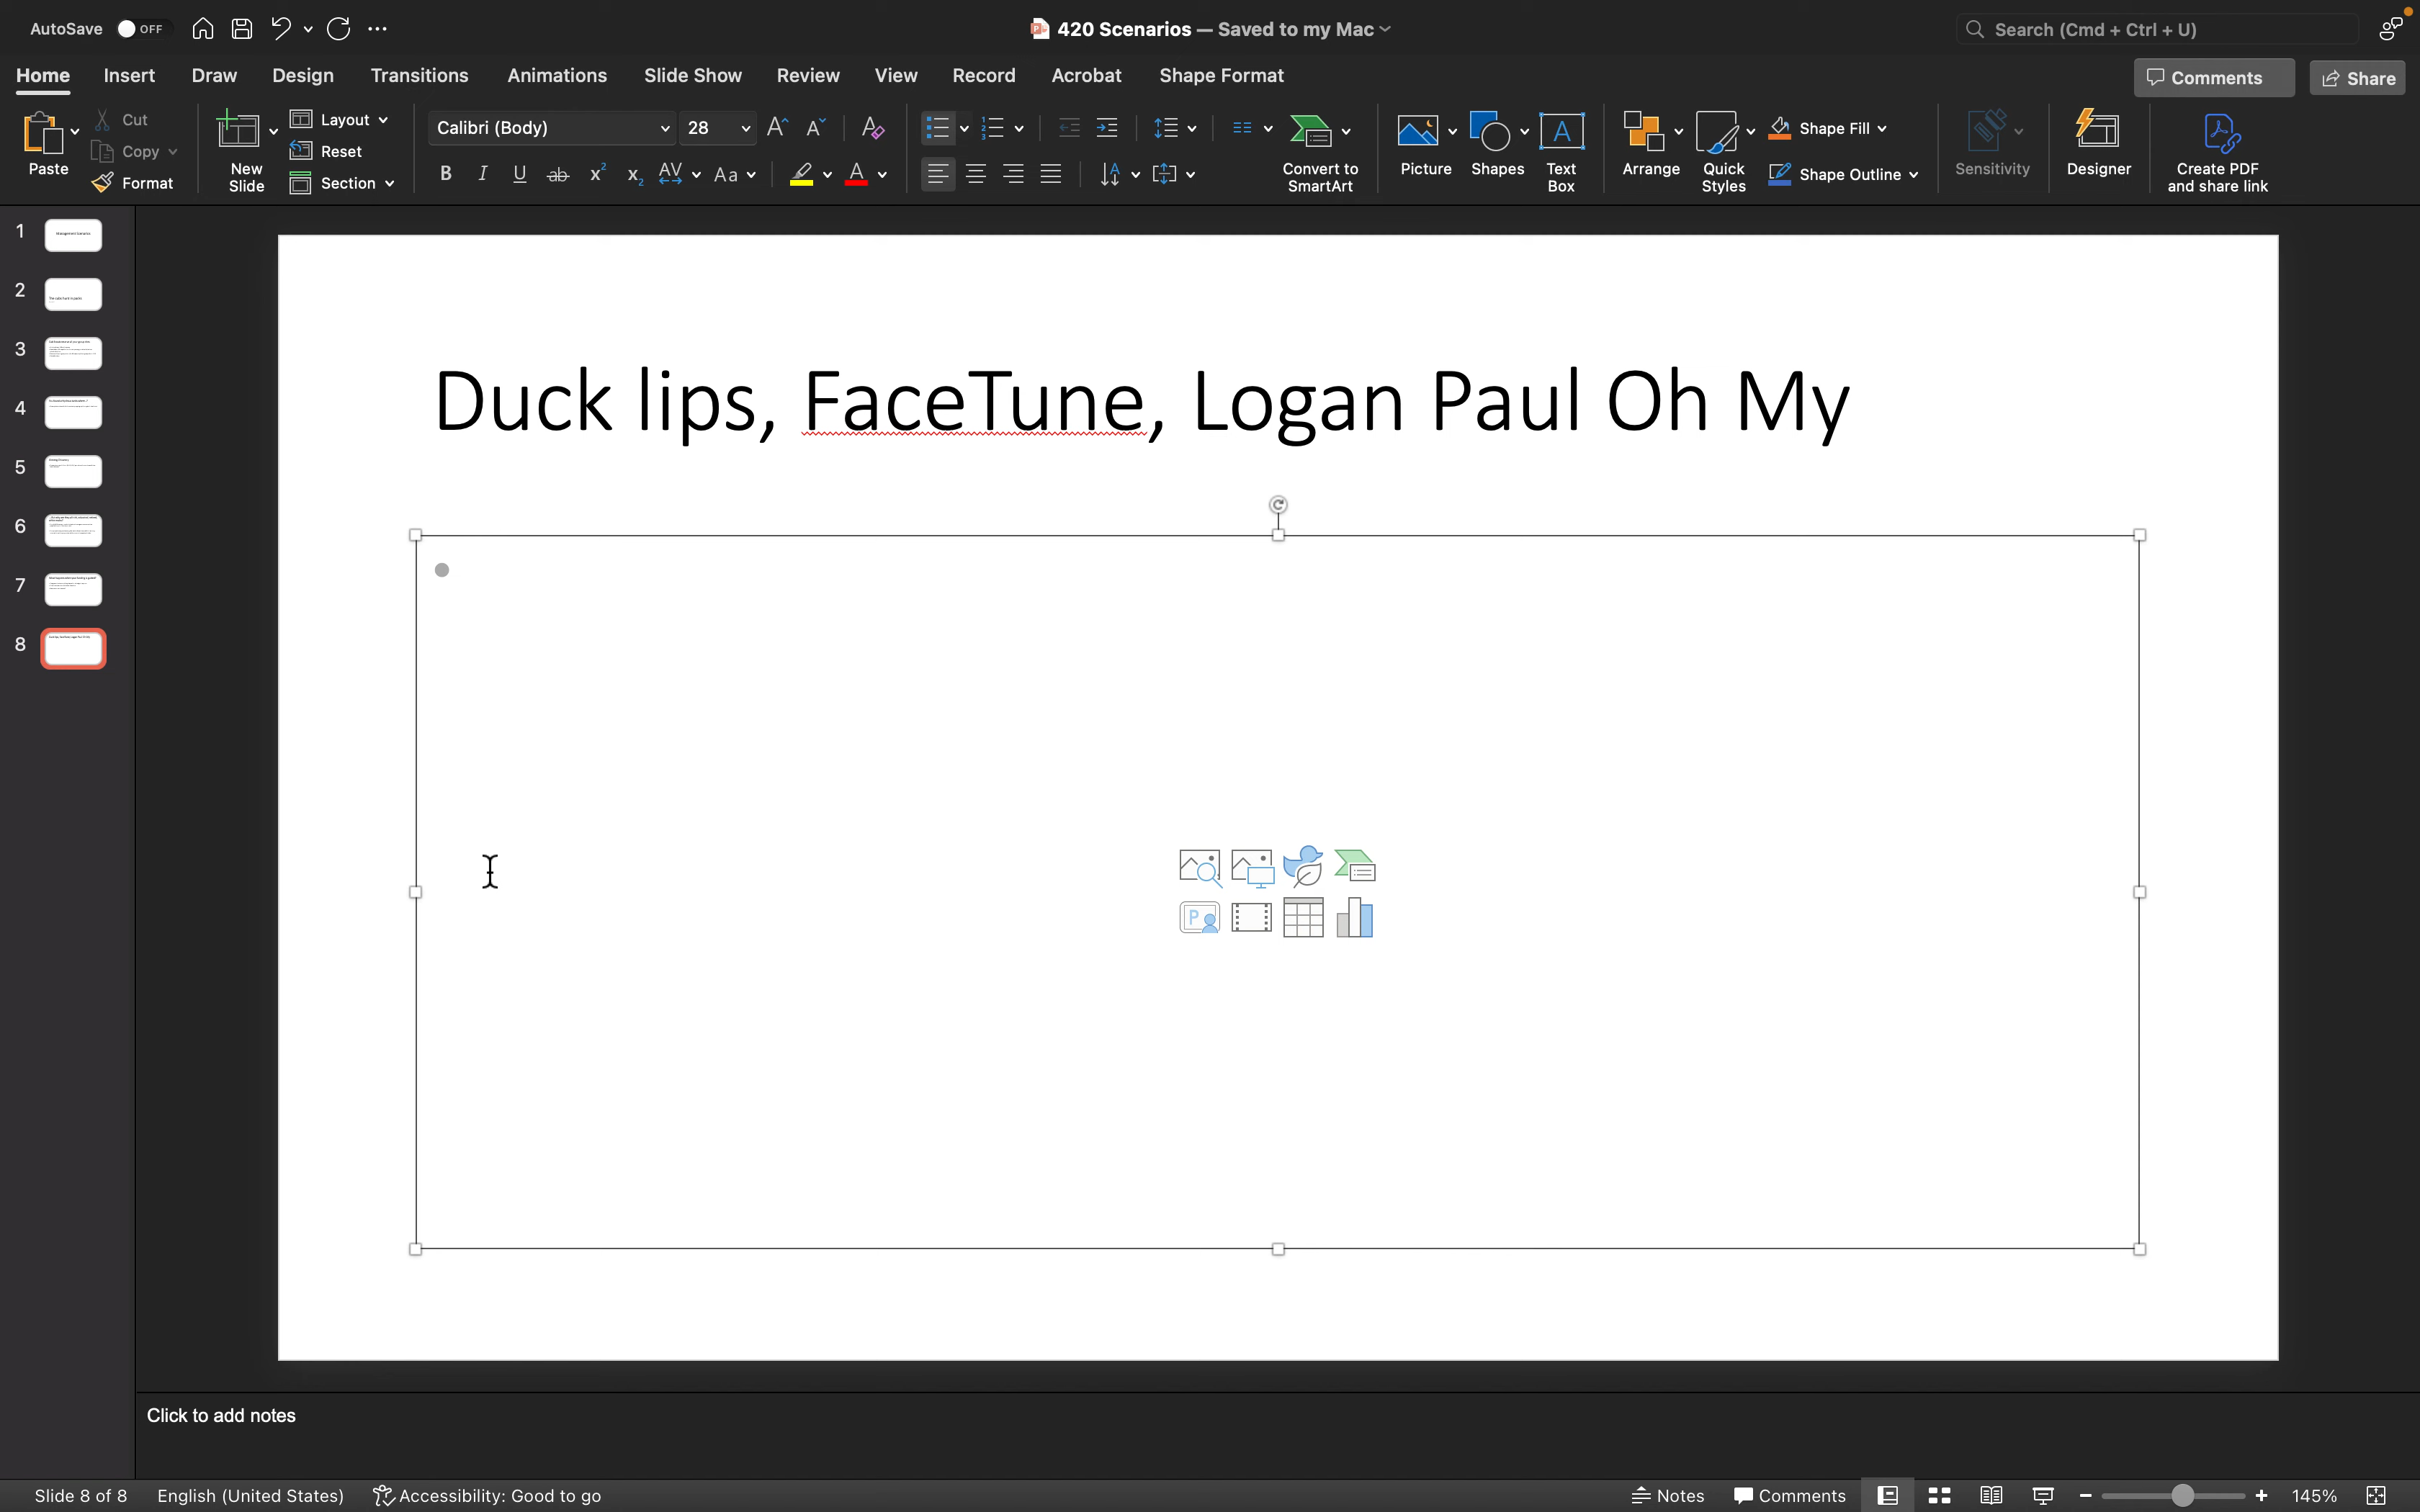 AutoSave OFF
420 Scenarios — Saved to my Mac
Search (Cmd + Ctrl + U)
Home Insert Draw Design Transitions Animations Slide Show Review View Record Acrobat Shape Format
Comments Share
Paste
Cut
Copy
Format
New
Slide
Layout
Reset
Section
Calibri (Body) 28
Convert to
SmartArt
Picture
Shapes
Text
Box
Arrange
Quick
Styles
Shape Fill
Shape Outline
Sensitivity
Designer
Create PDF
and share link
1
2
3
4
5
6
7
8
Duck lips, FaceTune, Logan Paul Oh My
Click to add notes
Slide 8 of 8 English (United States) Accessibility: Good to go
Notes Comments 145%